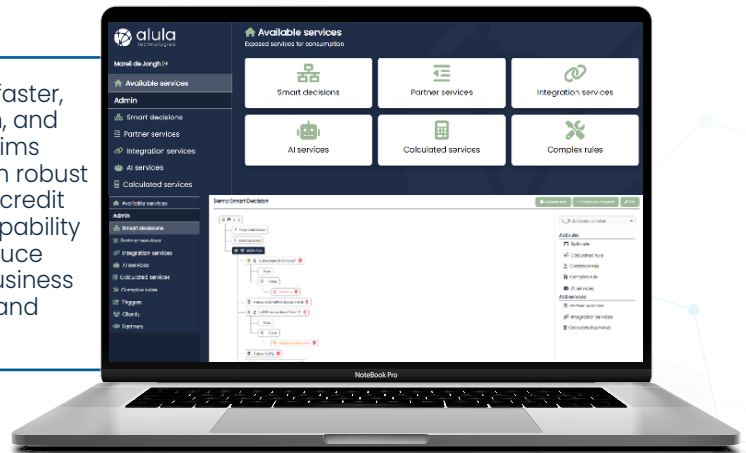 faster,
, and
ims
n robust
credit
pability
uce
usiness
and
alula
technologies
Mareli de Jongh
Available services
Admin
Smart decisions
Partner services
Integration services
AI services
Calculated services
Available services
Exposed services for consumption
Smart decisions
Partner services
Integration services
AI services
Calculated services
Complex rules
Available services
Admin
Smart decisions
Partner services
Integration services
AI services
Calculated services
Complex rules
Triggers
Clients
Partners
Demo Smart Decision
True
False
True
False
Add rules
Split rule
Calculated rule
Condition rule
Complex rule
AI services
Add services
Partner services
Integration services
Calculated services
NoteBook Pro